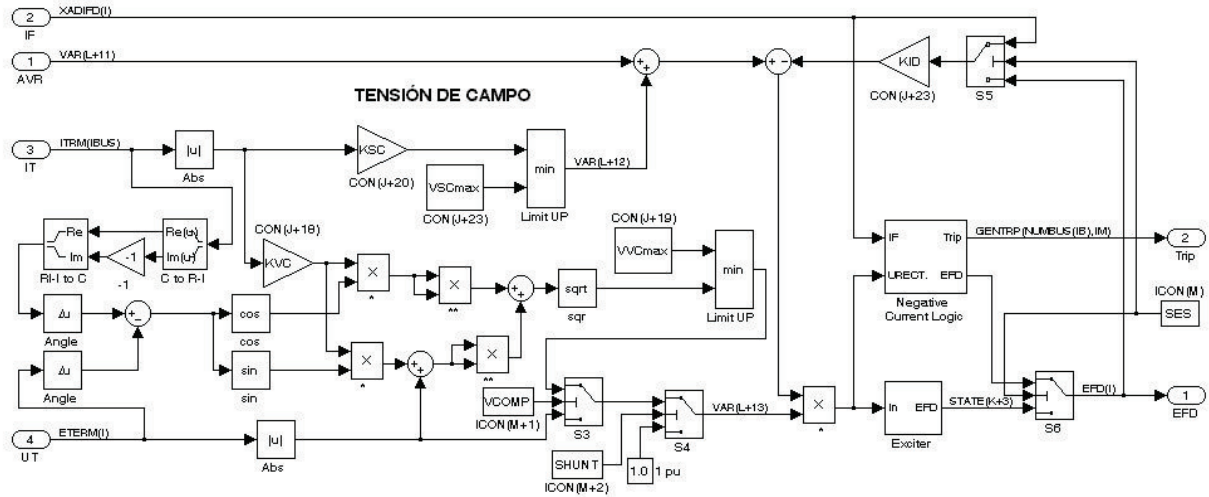 2
XADIFD(I)
IF
1
VAR(L+11)
AVR
TENSIÓN DE CAMPO
KID
CON(J+23)
S5
3
ITRM(IBUS)
IT
|u|
Abs
KSC
CON(J+20)
VSCmax
CON(J+23)
min
Limit UP
VAR(L+12)
Re
Im
RI-I to C
-1
-1
Re(u)
Im(u)
C to R-I
CON(J+18)
KVC
CON(J+19)
VVCmax
min
Limit UP
sqrt
sqr
×
^
×
^^
×
^
×
^^
Δu
Angle
cos
cos
Δu
Angle
sin
sin
4
ETERM(I)
UT
|u|
Abs
VCOMP
ICON(M+1)
S3
SHUNT
ICON(M+2)
S4
1.0
1 pu
VAR(L+13)
×
^
IF
Trip
URECT.
EFD
Negative
Current Logic
GENTRP(NUMBUS(IB),IM)
2
Trip
ICON(M)
SES
In
EFD
Exciter
STATE(K+3)
S6
EFD(I)
1
EFD